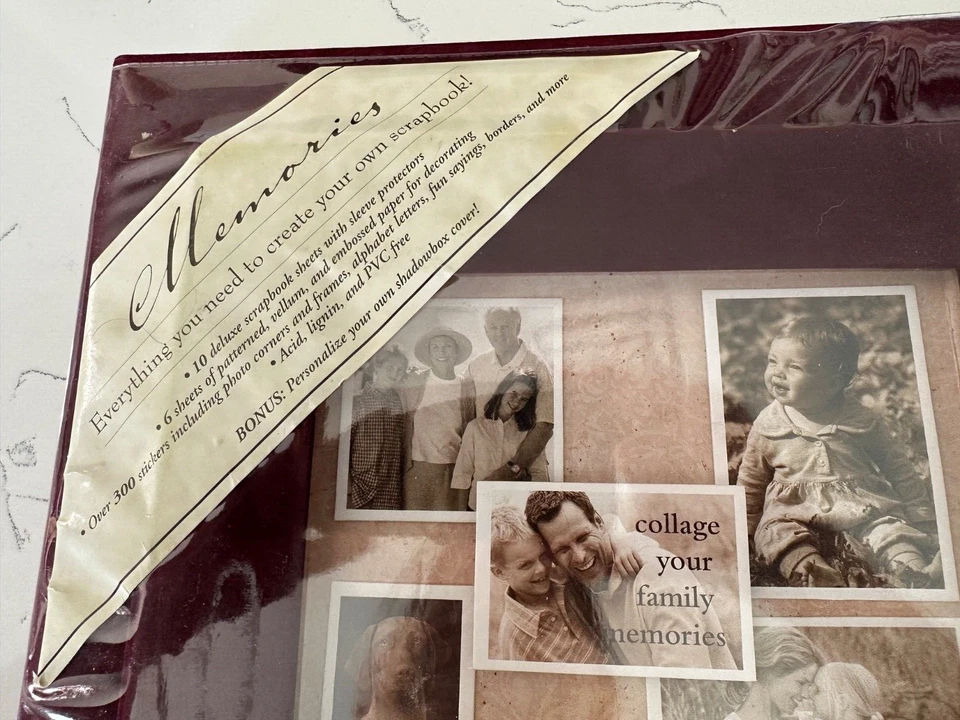 Memories
Everything you need to create your own scrapbook!
• 10 deluxe scrapbook sheets with sleeve protectors
• 6 sheets of patterned, vellum, and embossed paper for decorating
• Over 300 stickers including photo corners and frames, alphabet letters, fun sayings, borders, and more
• Acid, lignin, and PVC free
BONUS: Personalize your own shadowbox cover!
collage
your
family
memories